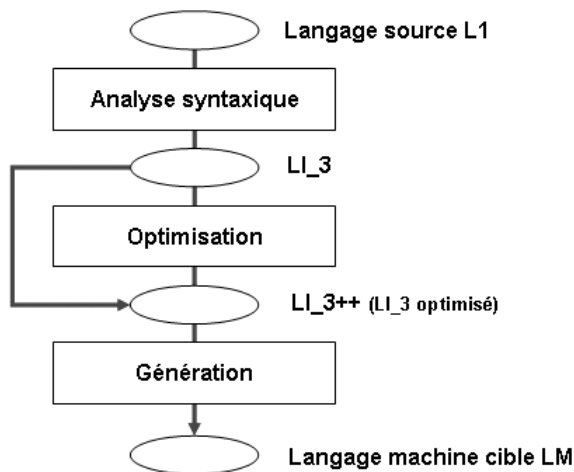 Langage source L1
Analyse syntaxique
LI_3
Optimisation
LI_3++ (LI_3 optimisé)
Génération
Langage machine cible LM